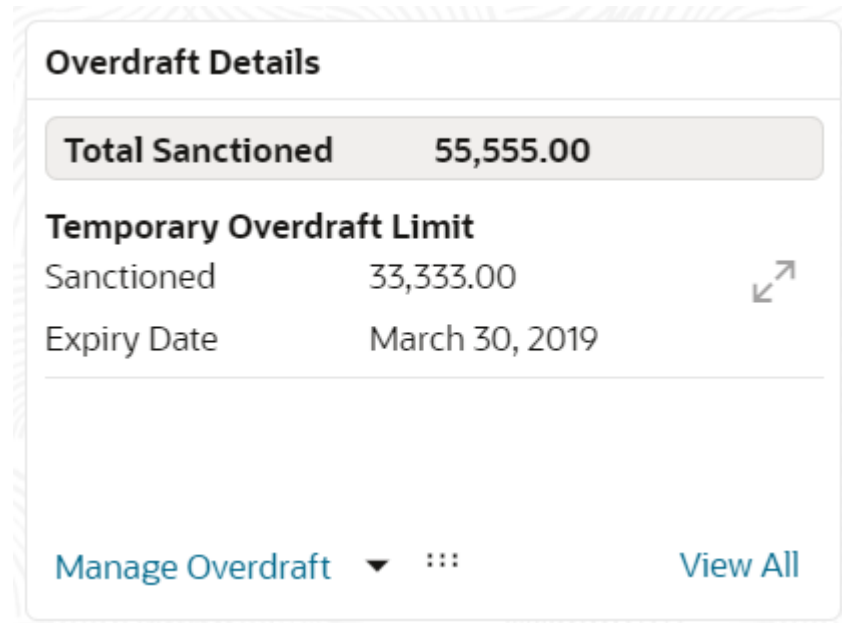 Overdraft Details
Total Sanctioned 55,555.00
Temporary Overdraft Limit
Sanctioned 33,333.00
Expiry Date March 30, 2019
Manage Overdraft View All